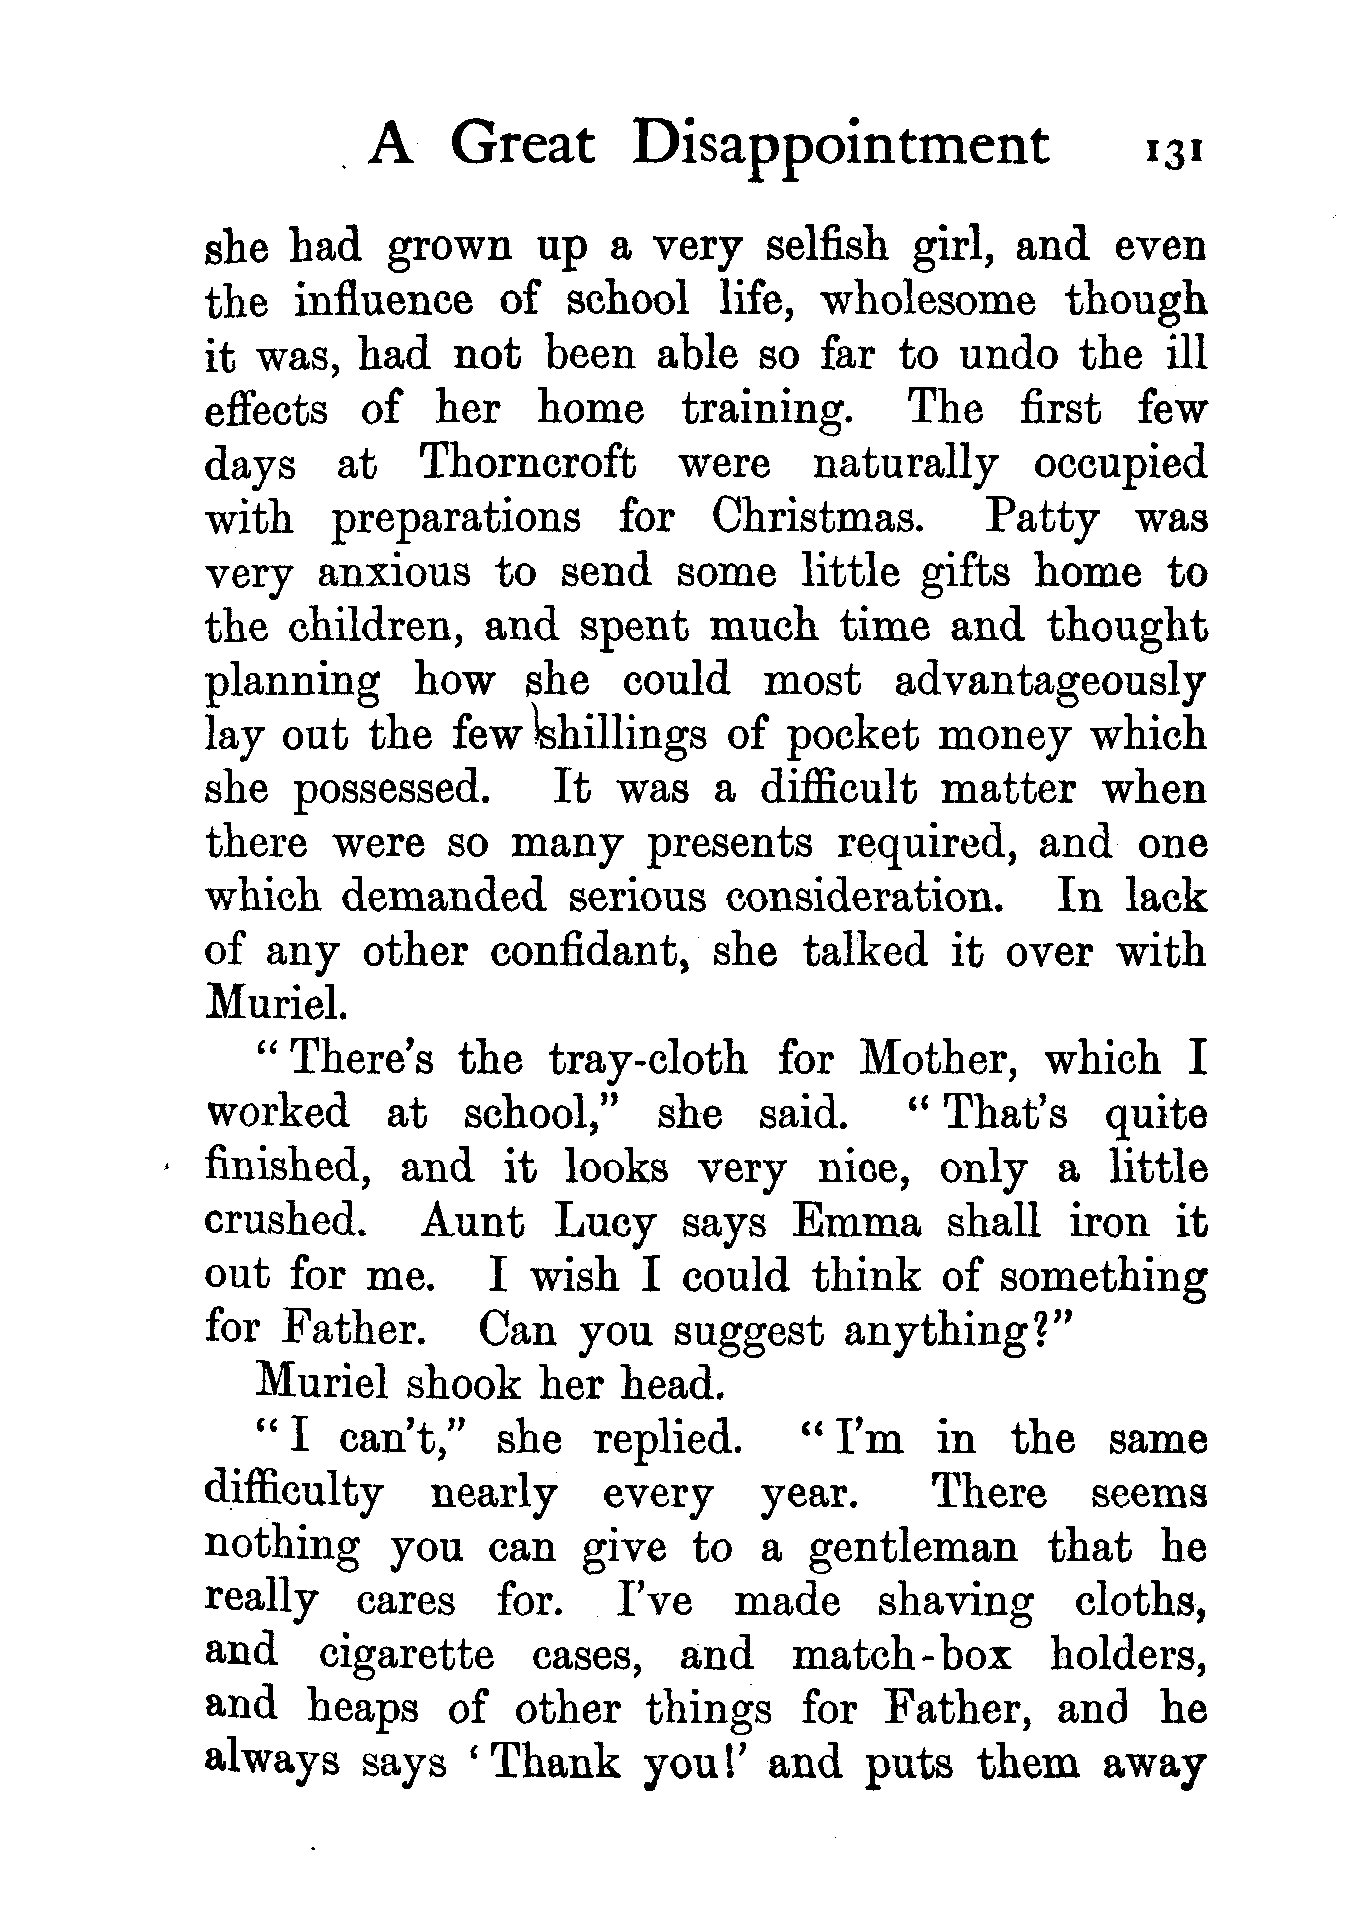 A Great Disappointment 131
she had grown up a very selfish girl, and even
the influence of school life, wholesome though
it was, had not been able so far to undo the ill
effects of her home training. The first few
days at Thorncroft were naturally occupied
with preparations for Christmas. Patty was
very anxious to send some little gifts home to
the children, and spent much time and thought
planning how she could most advantageously
lay out the few shillings of pocket money which
she possessed. It was a difficult matter when
there were so many presents required, and one
which demanded serious consideration. In lack
of any other confidant, she talked it over with
Muriel.
“There's the tray-cloth for Mother, which I
worked at school,” she said. “That's quite
finished, and it looks very nice, only a little
crushed. Aunt Lucy says Emma shall iron it
out for me. I wish I could think of something
for Father. Can you suggest anything?”
Muriel shook her head.
“I can't,” she replied. “I'm in the same
difficulty nearly every year. There seems
nothing you can give to a gentleman that he
really cares for. I've made shaving cloths,
and cigarette cases, and match-box holders,
and heaps of other things for Father, and he
always says ‘Thank you!’ and puts them away